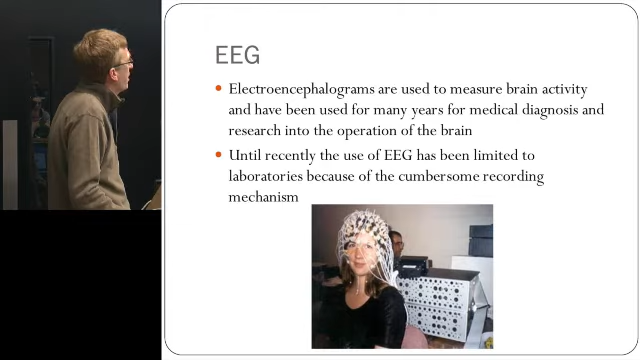 EEG
Electroencephalograms are used to measure brain activity
and have been used for many years for medical diagnosis and
research into the operation of the brain
Until recently the use of EEG has been limited to
laboratories because of the cumbersome recording
mechanism